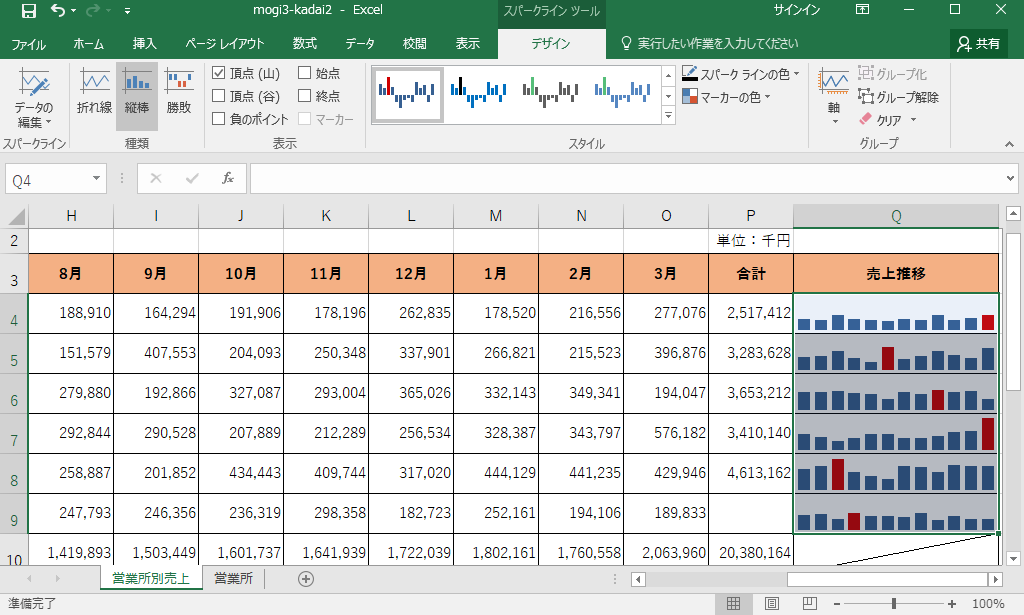 mogi3-kadai2 - Excel
スパークライン ツール
サインイン
ファイル ホーム 挿入 ページ レイアウト 数式 データ 校閲 表示 デザイン 実行したい作業を入力してください 共有
データの
編集
折れ線 縦棒 勝敗
頂点 (山) 始点
頂点 (谷) 終点
負のポイント マーカー
スパークラインの色
マーカーの色
軸
グループ化
グループ解除
クリア
スパークライン 種類 表示 スタイル グループ
Q4
fx
H I J K L M N O P Q
2 単位：千円
3 8月 9月 10月 11月 12月 1月 2月 3月 合計 売上推移
4 188,910 164,294 191,906 178,196 262,835 178,520 216,556 277,076 2,517,412
5 151,579 407,553 204,093 250,348 337,901 266,821 215,523 396,876 3,283,628
6 279,880 192,866 327,087 293,004 365,026 332,143 349,341 194,047 3,653,212
7 292,844 290,528 207,889 212,289 256,534 328,387 343,797 576,182 3,410,140
8 258,887 201,852 434,443 409,744 317,020 444,129 441,235 429,946 4,613,162
9 247,793 246,356 236,319 298,358 182,723 252,161 194,106 189,833
10 1,419,893 1,503,449 1,601,737 1,641,939 1,722,039 1,802,161 1,760,558 2,063,960 20,380,164
営業所別売上 営業所
準備完了
100%